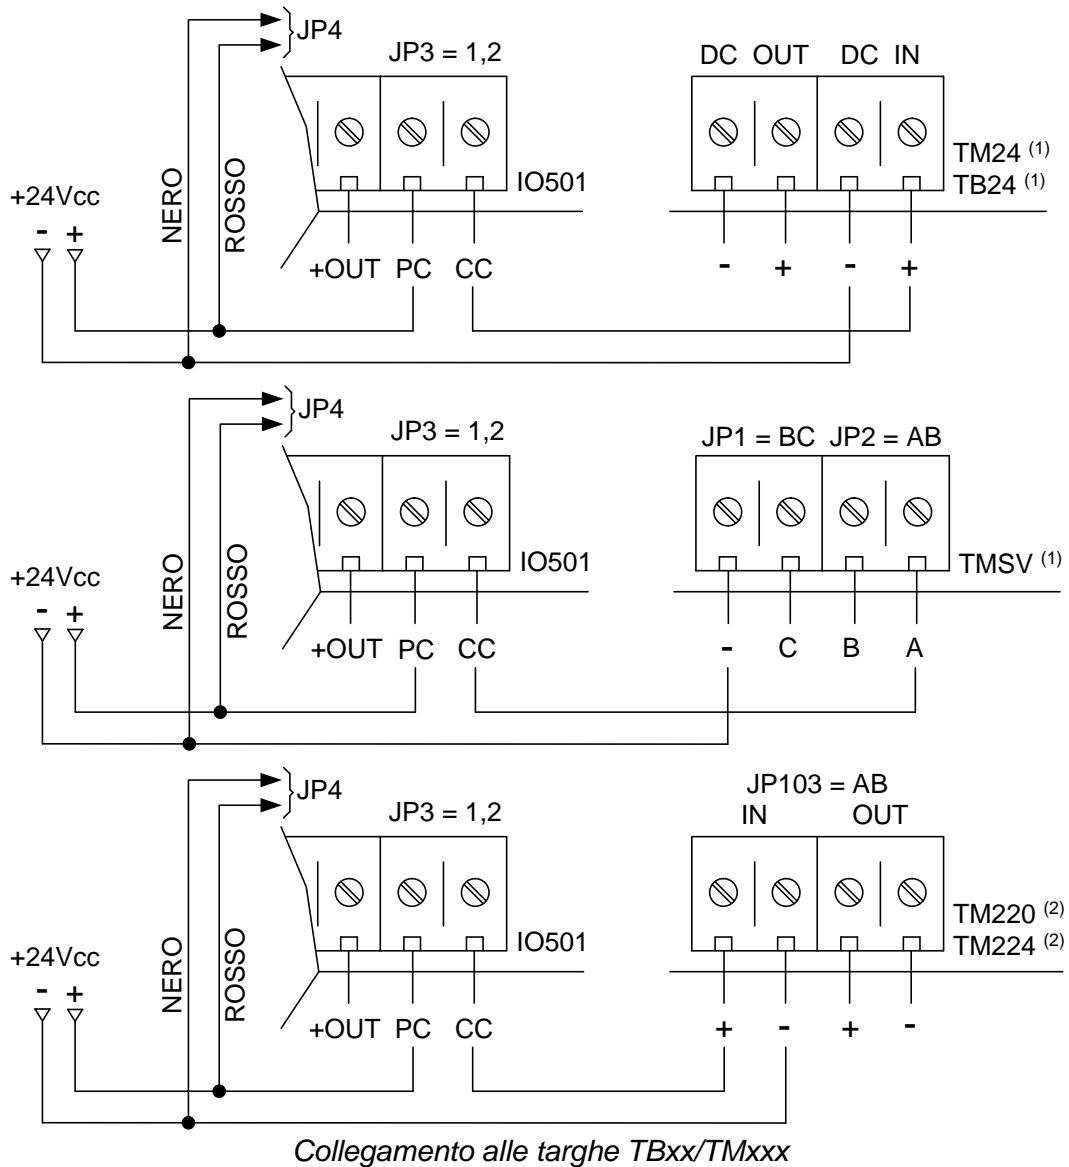 JP4
JP3 = 1,2
DC OUT DC IN
TM24 (1)
TB24 (1)
IO501
NERO
ROSSO
+24Vcc
- +
+OUT PC CC
- + - +
JP4
JP3 = 1,2
JP1 = BC JP2 = AB
IO501
TMSV (1)
NERO
ROSSO
+24Vcc
- +
+OUT PC CC
- C B A
JP4
JP3 = 1,2
JP103 = AB
IN OUT
IO501
TM220 (2)
TM224 (2)
NERO
ROSSO
+24Vcc
- +
+OUT PC CC
+ - + -
Collegamento alle targhe TBxx/TMxxx